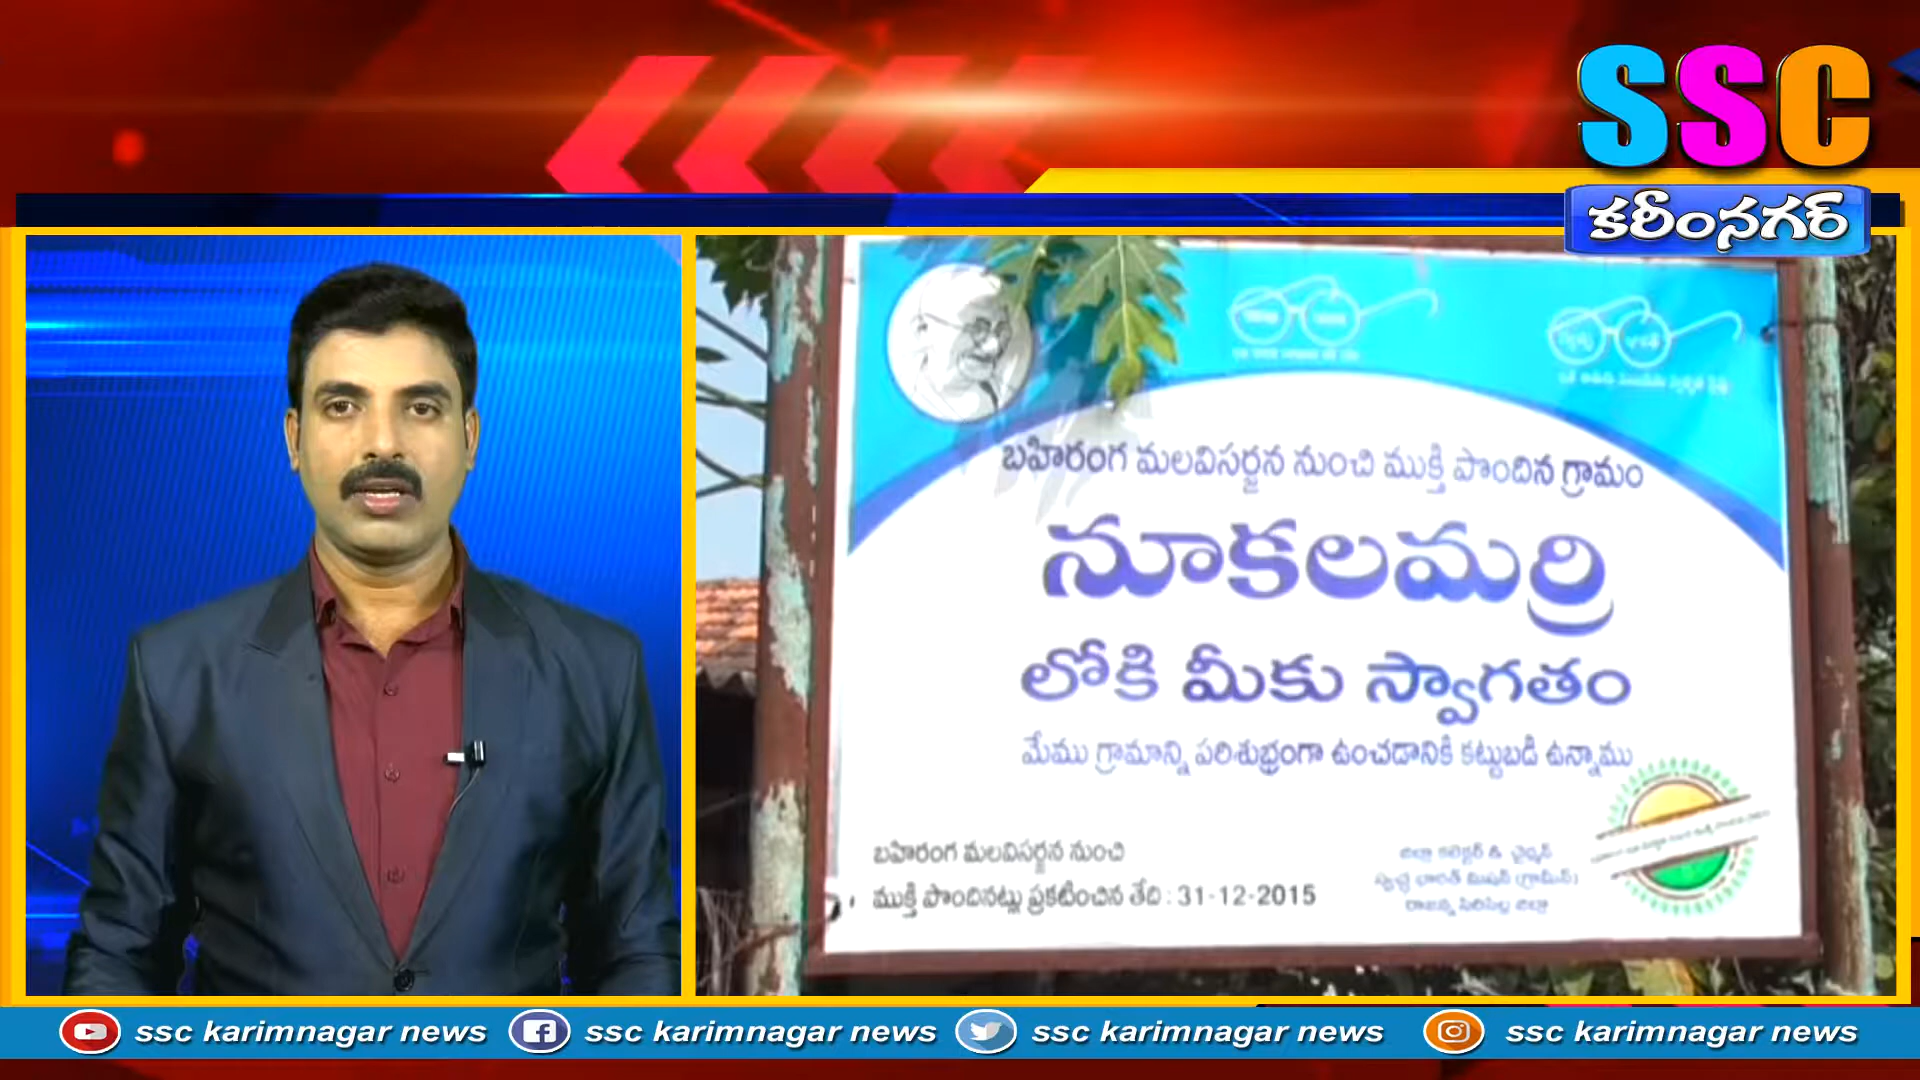 SSC
కరీంనగర్
బహిరంగ మలవిసర్జన నుంచి ముక్తి పొందిన గ్రామం
నూకలమర్రి
లోకి మీకు స్వాగతం
మేము గ్రామాన్ని పరిశుభ్రంగా ఉంచడానికి కట్టుబడి ఉన్నాము
బహిరంగ మలవిసర్జన నుంచి
ముక్తి పొందినట్లు ప్రకటించిన తేది : 31-12-2015
జిల్లా కలెక్టర్ & చైర్మన్
స్వచ్ఛ భారత్ మిషన్ (గ్రామీన్)
రాజన్న సిరిసిల్ల జిల్లా
ssc karimnagar news ssc karimnagar news ssc karimnagar news ssc karimnagar news